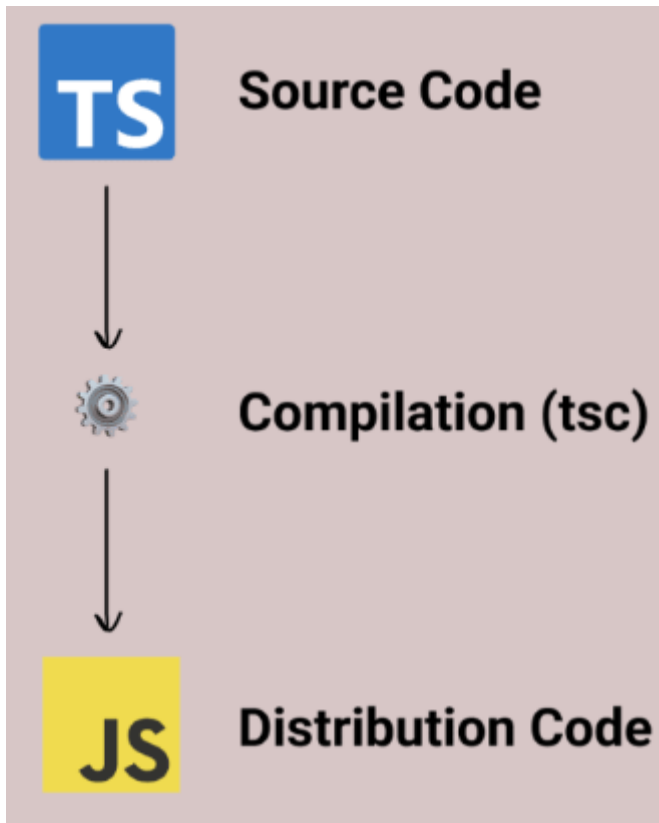 TS
Source Code
Compilation (tsc)
JS
Distribution Code